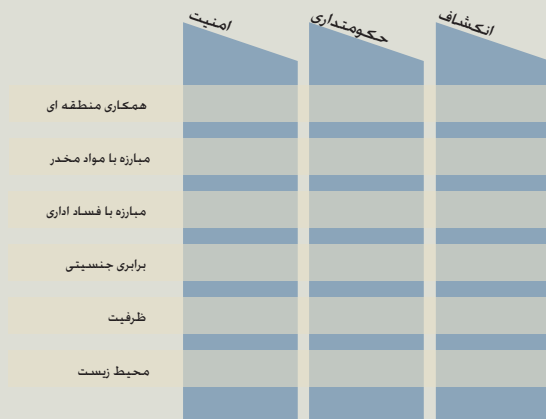 انکشاف
حکومتداری
امنیت
همکاری منطقه ای
مبارزه با مواد مخدر
مبارزه با فساد اداری
برابری جنسیتی
ظرفیت
محیط زیست